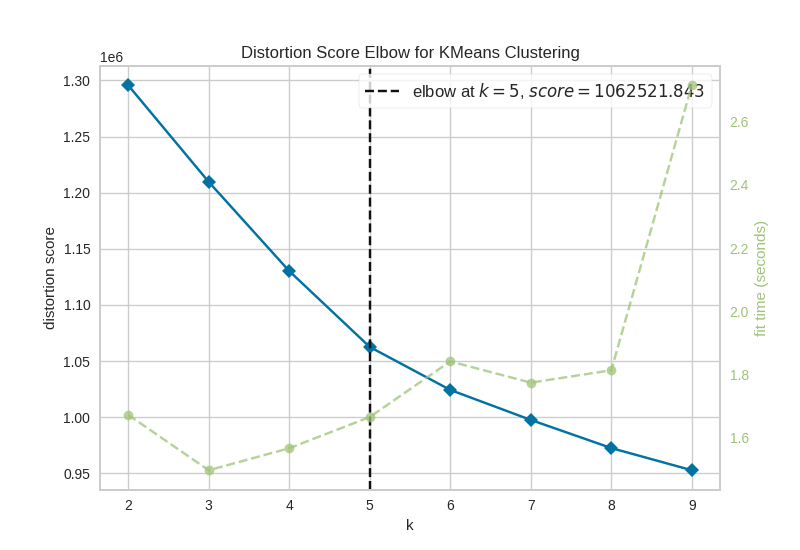 Distortion Score Elbow for KMeans Clustering
1e6
elbow at k = 5, score = 1062521.843
1.30
1.25
1.20
1.15
1.10
1.05
1.00
0.95
distortion score
2.6
2.4
2.2
2.0
1.8
1.6
fit time (seconds)
2 3 4 5 6 7 8 9
k